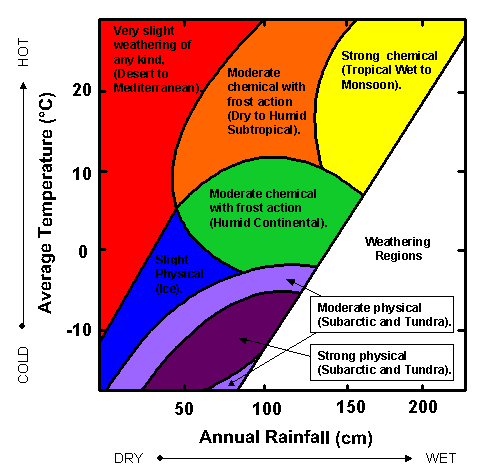 HOT
COLD
Average Temperature (°C)
20
10
0
-10
Very slight
weathering of
any kind,
(Desert to
Mediterranean).
Moderate
chemical with
frost action
(Dry to Humid
Subtropical).
Strong chemical
(Tropical Wet to
Monsoon).
Moderate chemical
with frost action
(Humid Continental).
Slight
Physical
(Ice).
Weathering
Regions
Moderate physical
(Subarctic and Tundra).
Strong physical
(Subarctic and Tundra).
50
100
150
200
Annual Rainfall (cm)
DRY
WET